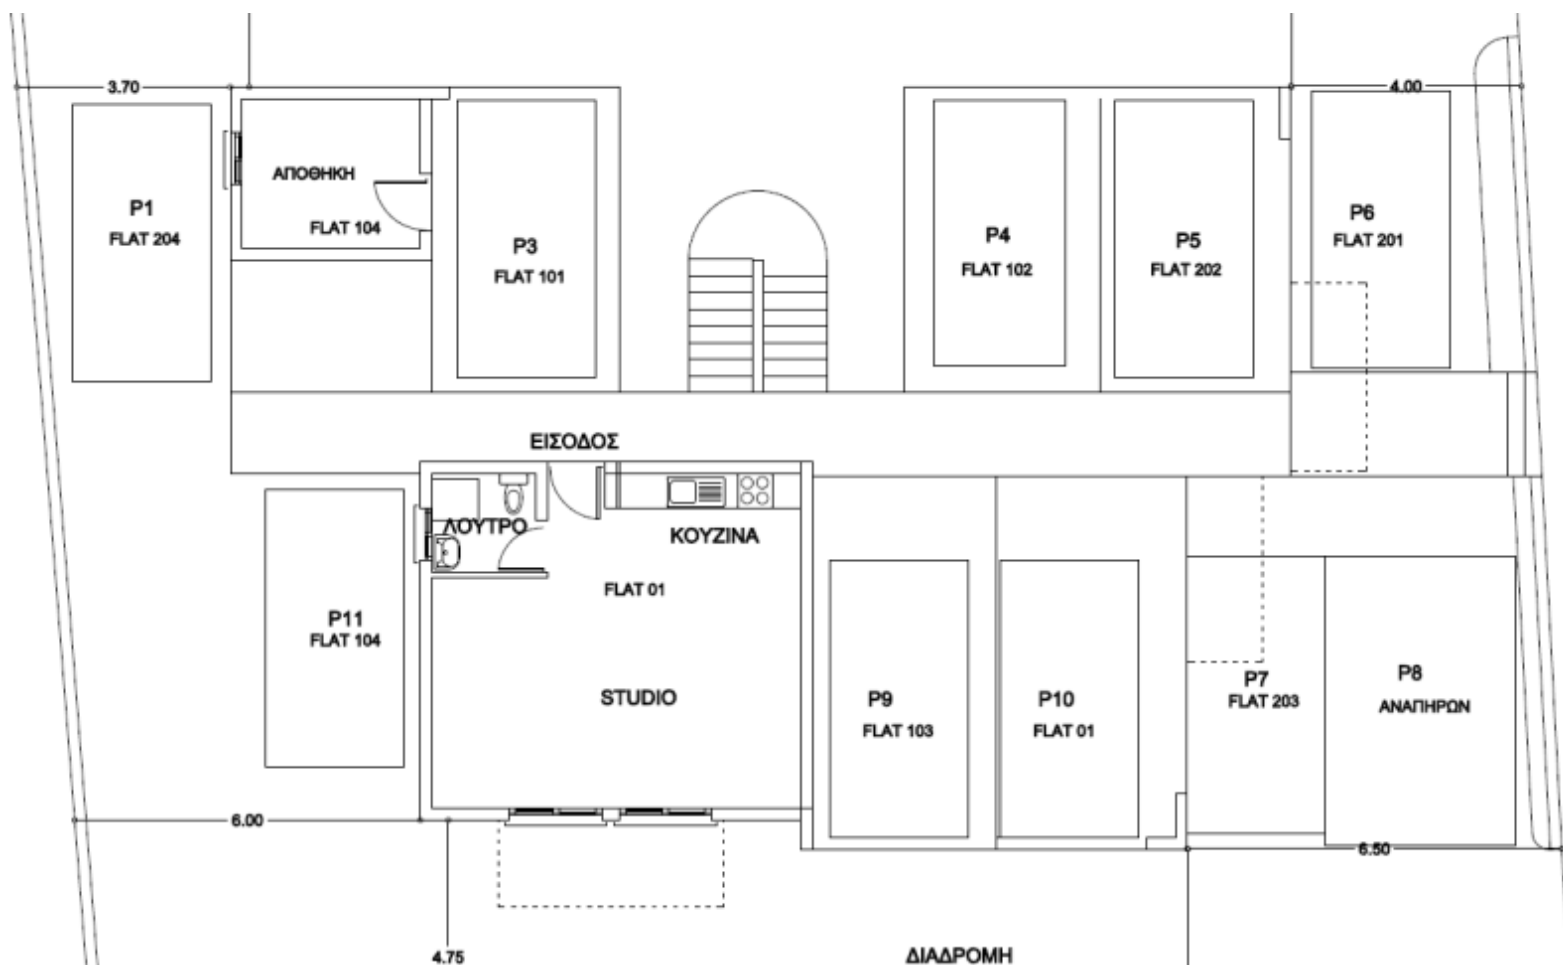 3.70
4.00
ΑΠΟΘΗΚΗ
FLAT 104
P1
FLAT 204
P3
FLAT 101
P4
FLAT 102
P5
FLAT 202
P6
FLAT 201
ΕΙΣΟΔΟΣ
ΛΟΥΤΡΟ
ΚΟΥΖΙΝΑ
FLAT 01
P11
FLAT 104
STUDIO
P9
FLAT 103
P10
FLAT 01
P7
FLAT 203
P8
ΑΝΑΠΗΡΩΝ
6.00
6.50
4.75
ΔΙΑΔΡΟΜΗ